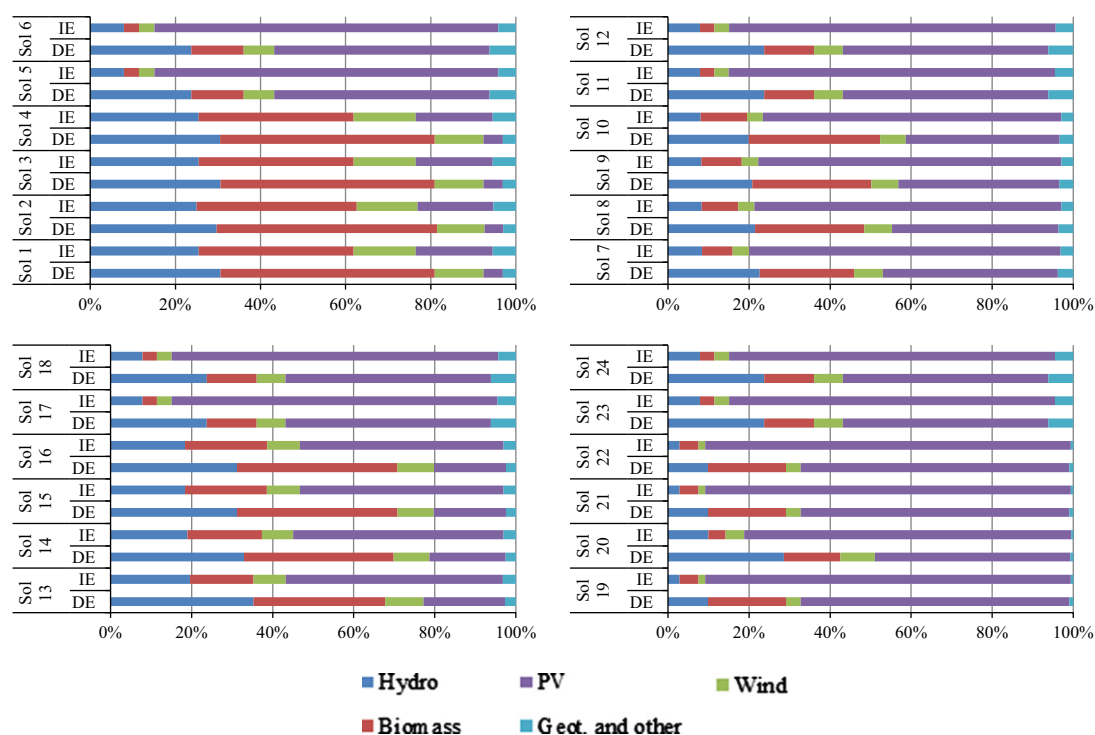 Sol 6
IE
DE
Sol 5
IE
DE
Sol 4
IE
DE
Sol 3
IE
DE
Sol 2
IE
DE
Sol 1
IE
DE
0% 20% 40% 60% 80% 100%
Sol 12
IE
DE
Sol 11
IE
DE
Sol 10
IE
DE
Sol 9
IE
DE
Sol 8
IE
DE
Sol 7
IE
DE
0% 20% 40% 60% 80% 100%
Sol 18
IE
DE
Sol 17
IE
DE
Sol 16
IE
DE
Sol 15
IE
DE
Sol 14
IE
DE
Sol 13
IE
DE
0% 20% 40% 60% 80% 100%
Sol 24
IE
DE
Sol 23
IE
DE
Sol 22
IE
DE
Sol 21
IE
DE
Sol 20
IE
DE
Sol 19
IE
DE
0% 20% 40% 60% 80% 100%
Hydro PV Wind
Biomass Geot. and other